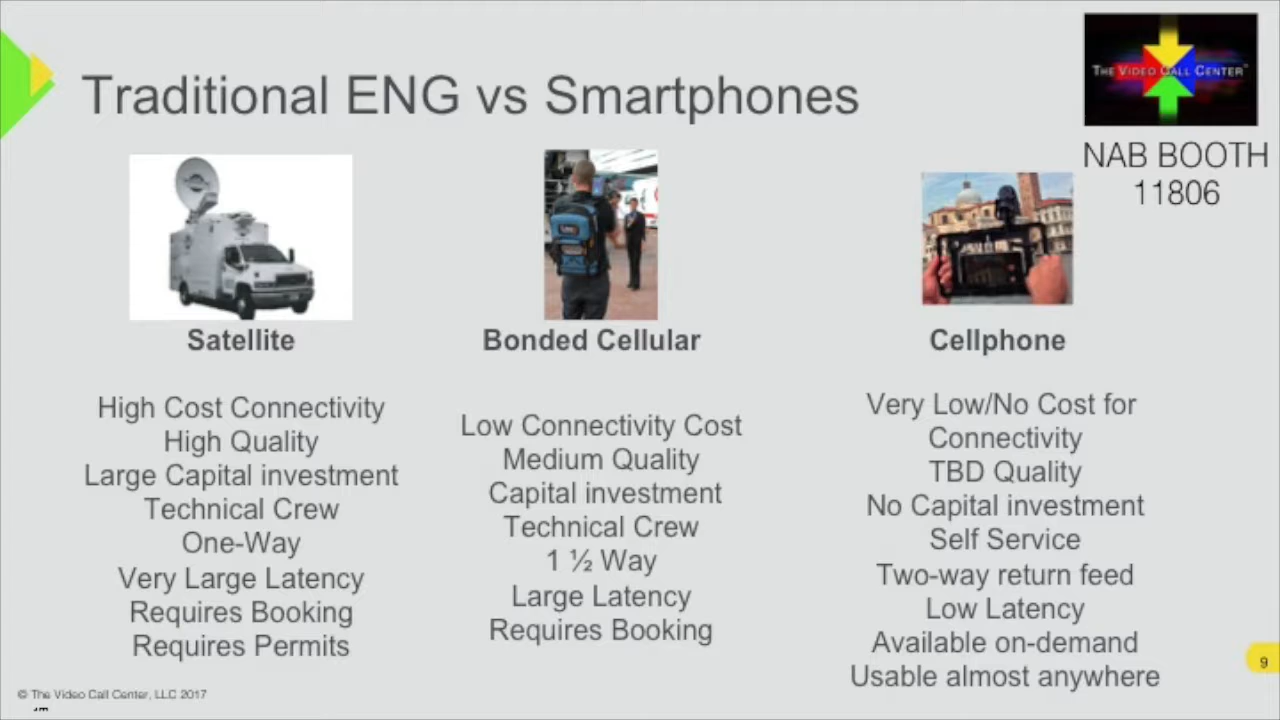 Traditional ENG vs Smartphones
THE VIDEO CALL CENTER
NAB BOOTH
11806
Satellite
High Cost Connectivity
High Quality
Large Capital investment
Technical Crew
One-Way
Very Large Latency
Requires Booking
Requires Permits
Bonded Cellular
Low Connectivity Cost
Medium Quality
Capital investment
Technical Crew
1 ½ Way
Large Latency
Requires Booking
Cellphone
Very Low/No Cost for
Connectivity
TBD Quality
No Capital investment
Self Service
Two-way return feed
Low Latency
Available on-demand
Usable almost anywhere
9
© The Video Call Center, LLC 2017